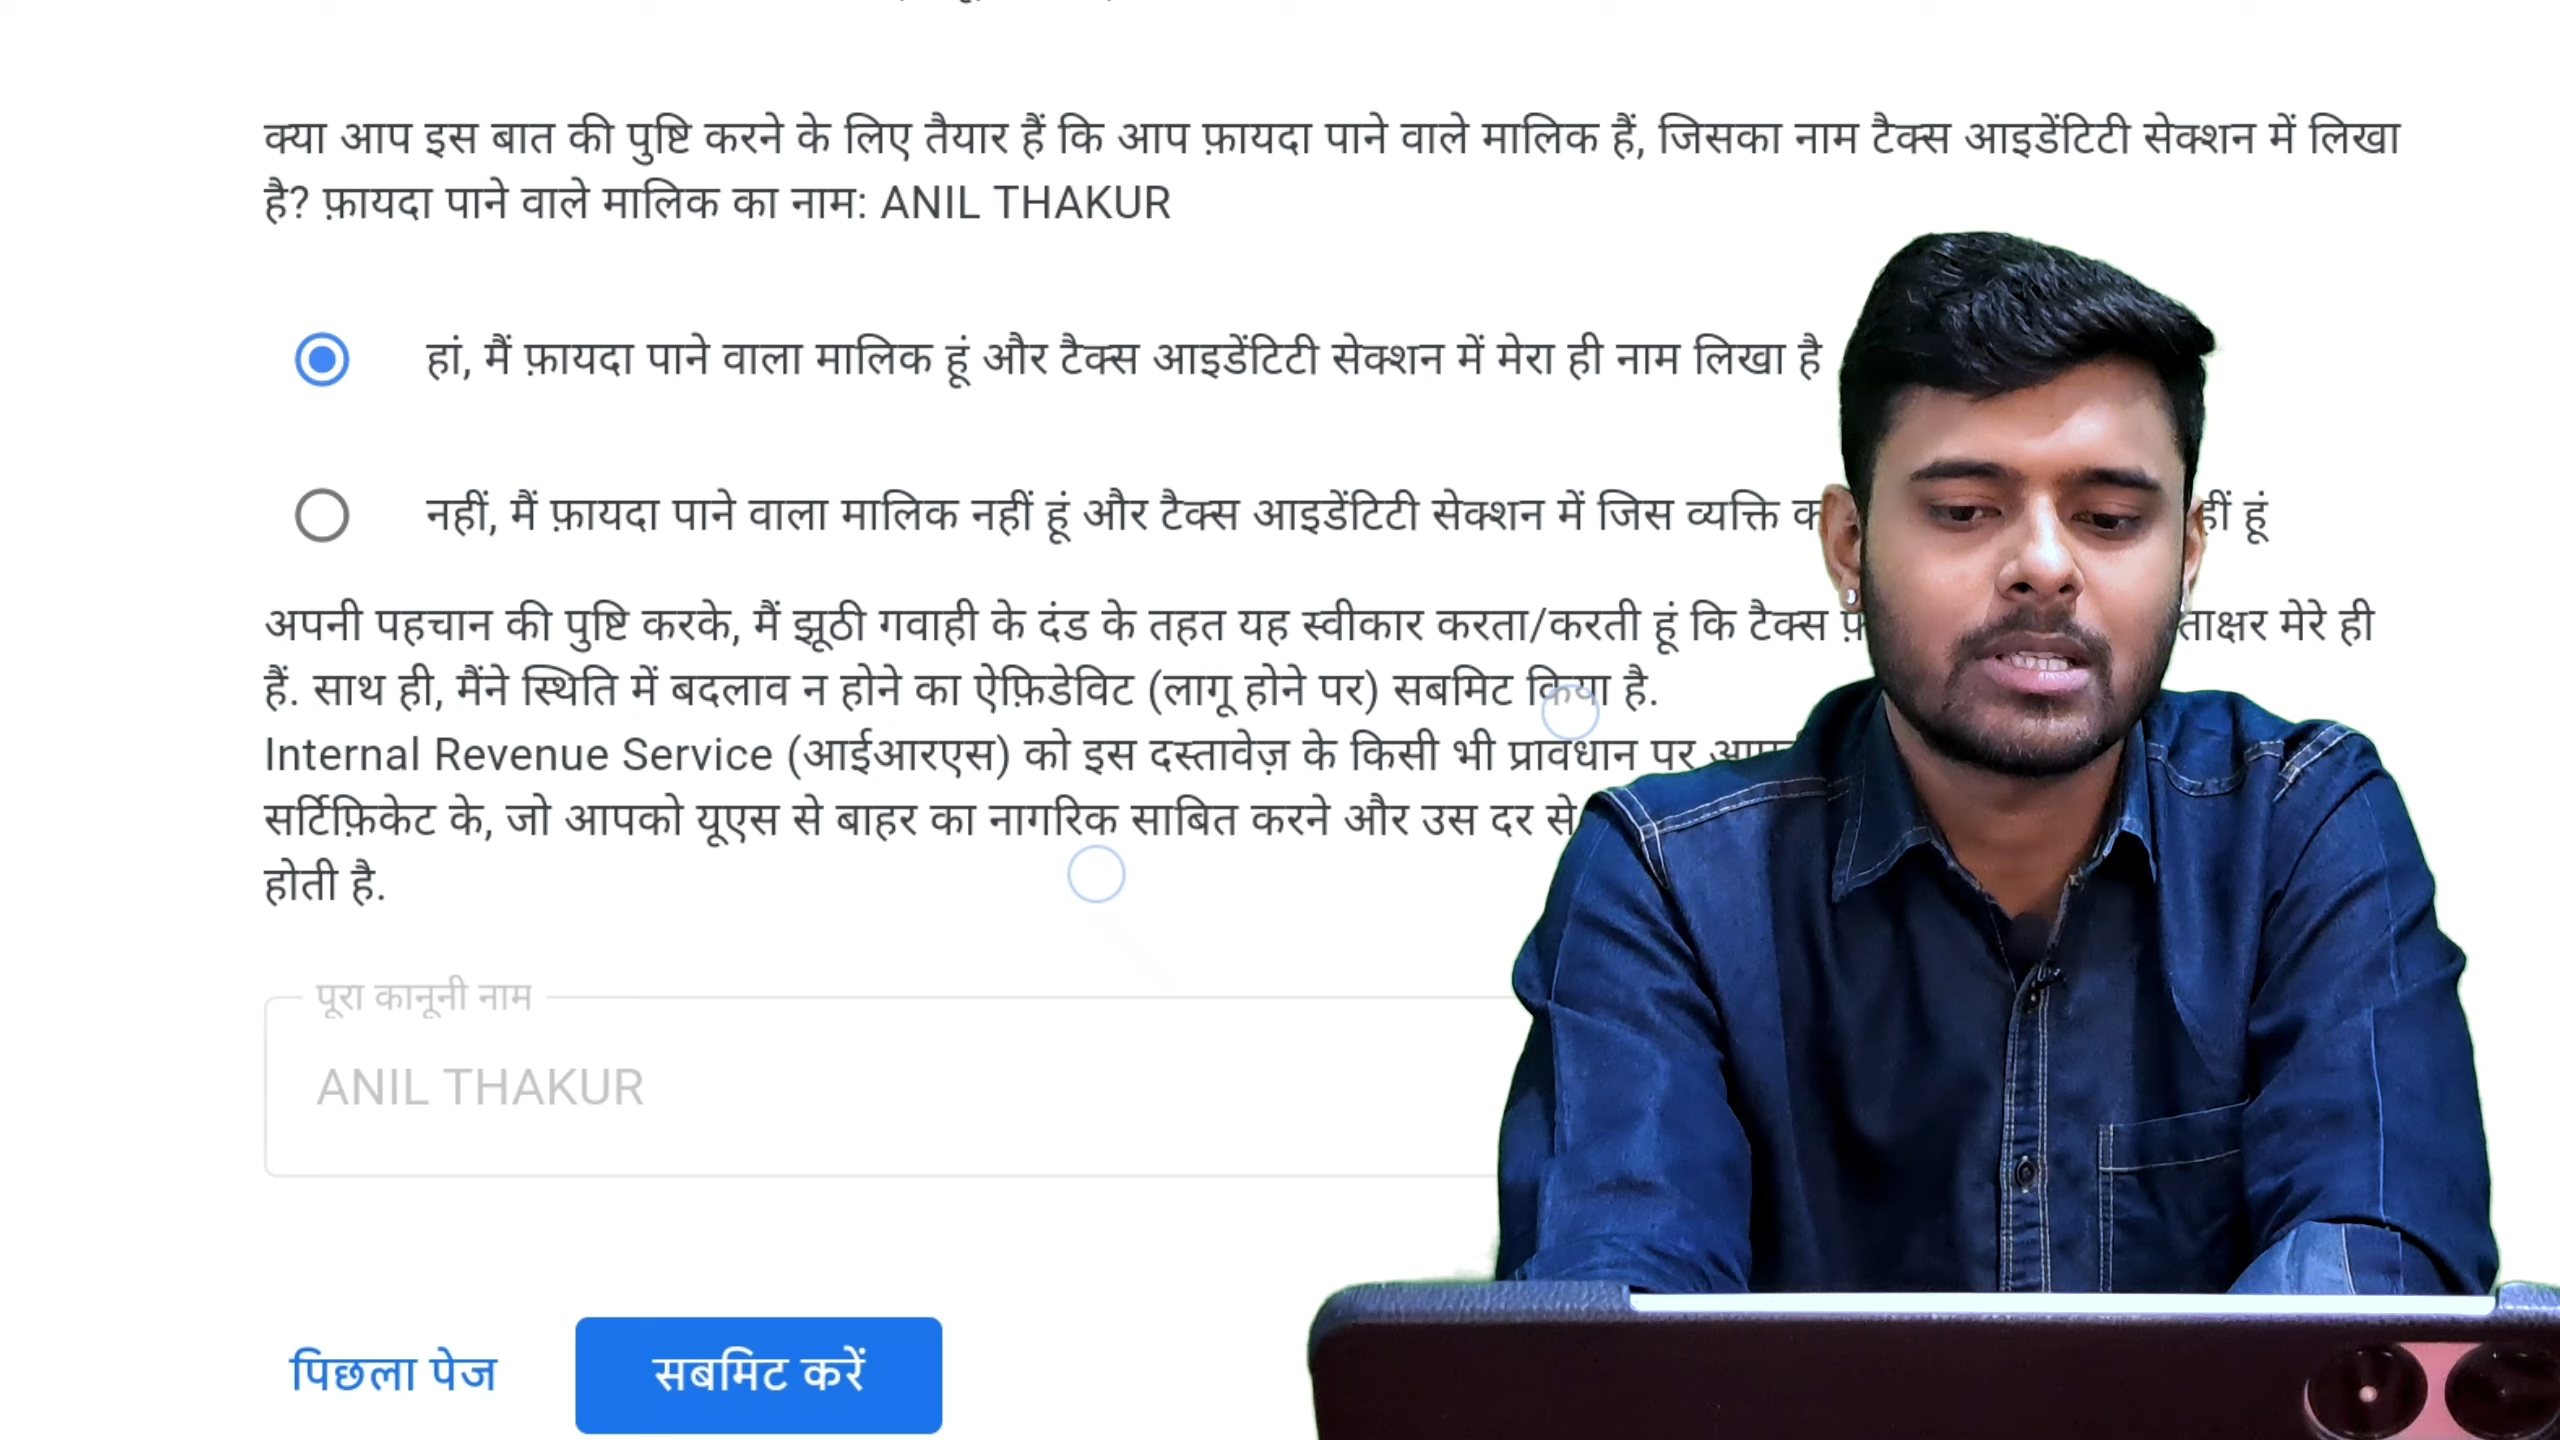 क्या आप इस बात की पुष्टि करने के लिए तैयार हैं कि आप फ़ायदा पाने वाले मालिक हैं, जिसका नाम टैक्स आइडेंटिटी सेक्शन में लिखा
है? फ़ायदा पाने वाले मालिक का नाम: ANIL THAKUR
हां, मैं फ़ायदा पाने वाला मालिक हूं और टैक्स आइडेंटिटी सेक्शन में मेरा ही नाम लिखा है
नहीं, मैं फ़ायदा पाने वाला मालिक नहीं हूं और टैक्स आइडेंटिटी सेक्शन में जिस व्यक्ति हूं
अपनी पहचान की पुष्टि करके, मैं झूठी गवाही के दंड के तहत यह स्वीकार करता/करती हूं कि टैक्स मेरे ही
हैं. साथ ही, मैंने स्थिति में बदलाव न होने का ऐफ़िडेविट (लागू होने पर) सबमिट किया है.
Internal Revenue Service (आईआरएस) को इस दस्तावेज़ के किसी भी प्रावधान पर
सर्टिफ़िकेट के, जो आपको यूएस से बाहर का नागरिक साबित करने और उस दर से
होती है.
पूरा कानूनी नाम
ANIL THAKUR
पिछला पेज
सबमिट करें